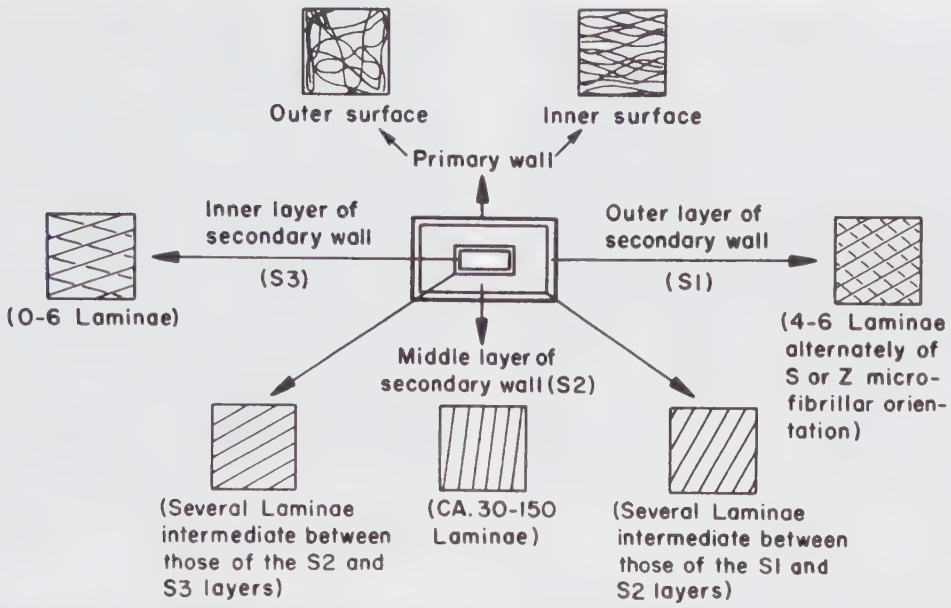 Outer surface
Inner surface
Primary wall
Inner layer of
secondary wall
(S3)
Outer layer of
secondary wall
(S1)
(0-6 Laminae)
(4-6 Laminae
alternately of
S or Z micro-
fibrillar orien-
tation)
Middle layer of
secondary wall (S2)
(Several Laminae
intermediate between
those of the S2 and
S3 layers)
(CA. 30-150
Laminae)
(Several Laminae
intermediate between
those of the S1 and
S2 layers)